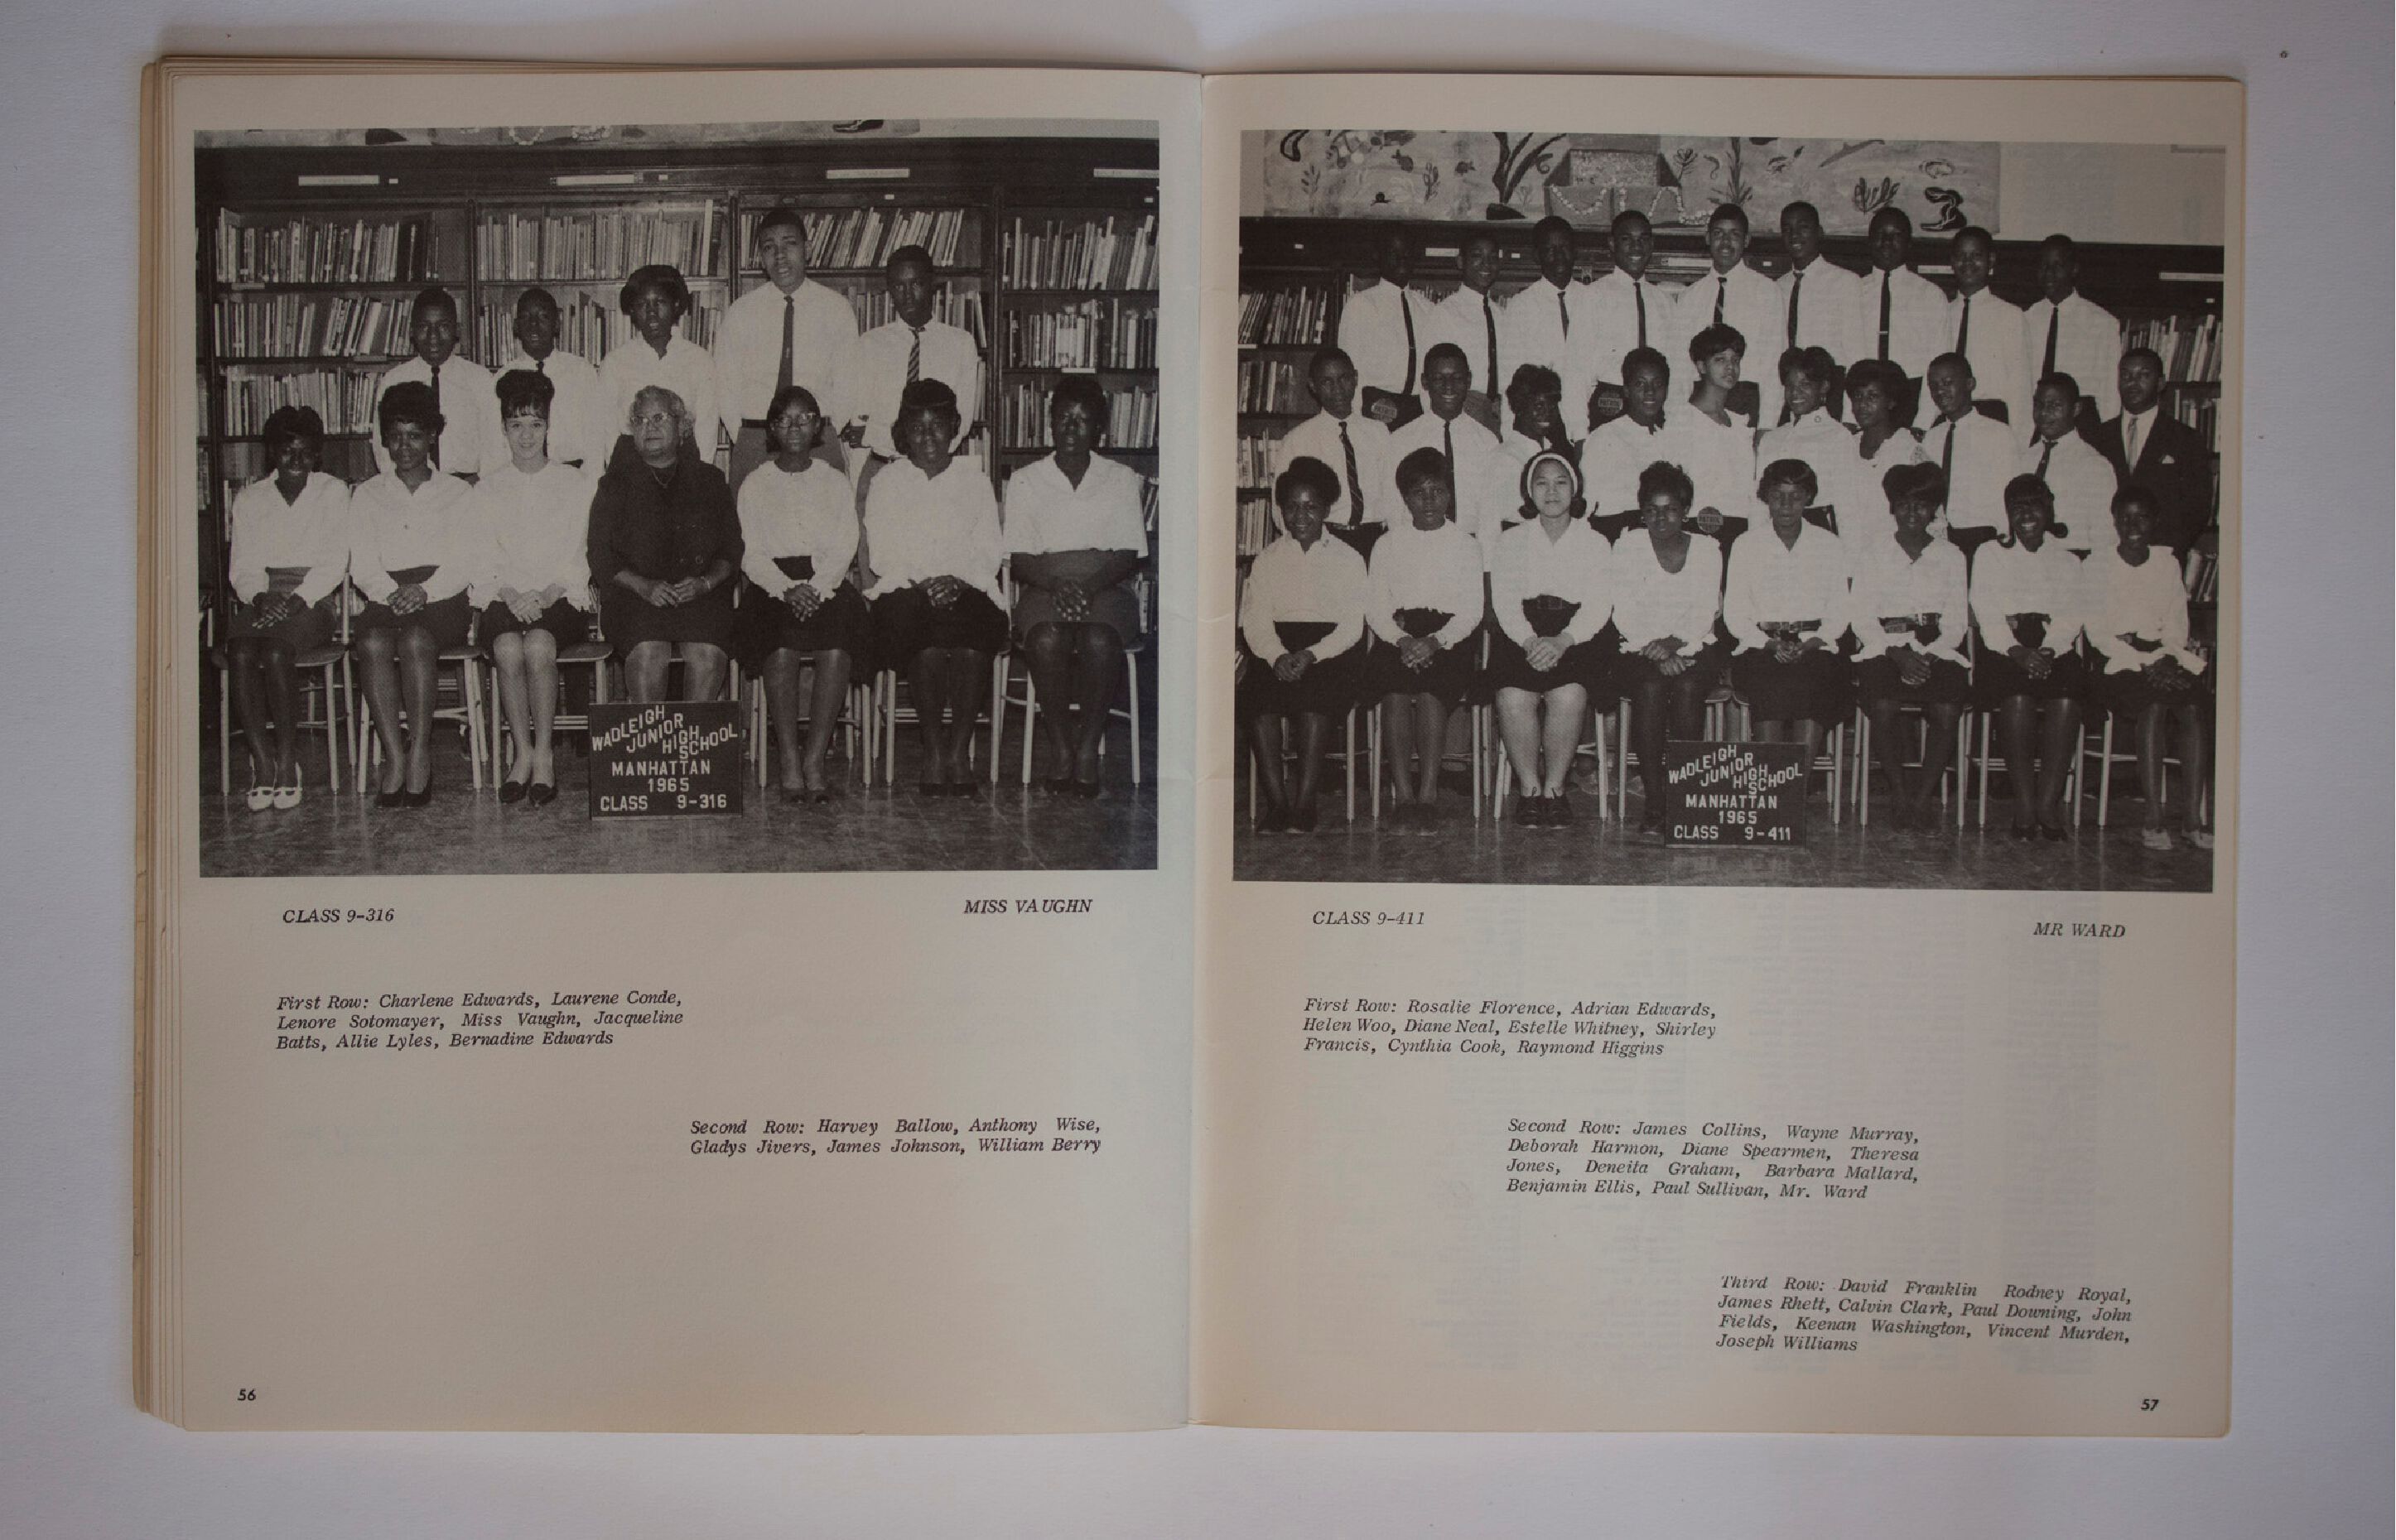 WADLEIGH
JUNIOR
HIGH
SCHOOL
MANHATTAN
1965
CLASS 9-316
CLASS 9-316
MISS VAUGHN
First Row: Charlene Edwards, Laurene Conde,
Lenore Sotomayer, Miss Vaughn, Jacqueline
Batts, Allie Lyles, Bernadine Edwards
Second Row: Harvey Ballow, Anthony Wise,
Gladys Jivers, James Johnson, William Berry
56
WADLEIGH
JUNIOR
HIGH
SCHOOL
MANHATTAN
1965
CLASS 9-411
CLASS 9-411
MR WARD
First Row: Rosalie Florence, Adrian Edwards,
Helen Woo, Diane Neal, Estelle Whitney, Shirley
Francis, Cynthia Cook, Raymond Higgins
Second Row: James Collins, Wayne Murray,
Deborah Harmon, Diane Spearmen, Theresa
Jones, Deneita Graham, Barbara Mallard,
Benjamin Ellis, Paul Sullivan, Mr. Ward
Third Row: David Franklin Rodney Royal,
James Rhett, Calvin Clark, Paul Downing, John
Fields, Keenan Washington, Vincent Murden,
Joseph Williams
57